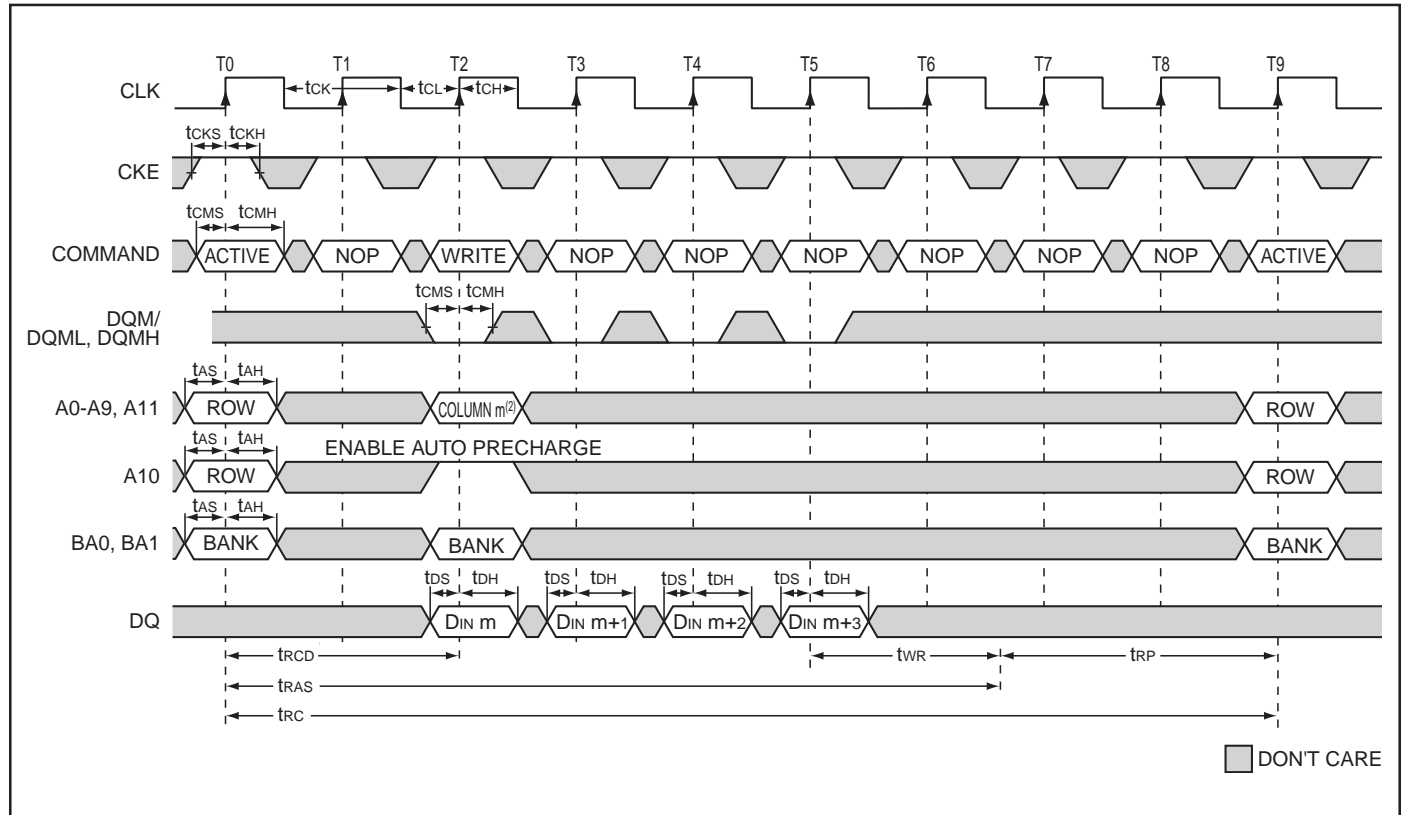 T0 T1 T2 T3 T4 T5 T6 T7 T8 T9
CLK tCK tCL tCH
tCKS tCKH
CKE
tCMS tCMH
COMMAND ACTIVE NOP WRITE NOP NOP NOP NOP NOP NOP ACTIVE
tCMS tCMH
DQM/
DQML, DQMH
tAS tAH
A0-A9, A11 ROW COLUMN m(2) ROW
tAS tAH ENABLE AUTO PRECHARGE
A10 ROW ROW
tAS tAH
BA0, BA1 BANK BANK BANK
tDS tDH tDS tDH tDS tDH tDS tDH
DQ DIN m DIN m+1 DIN m+2 DIN m+3
tRCD tWR tRP
tRAS
tRC
DON'T CARE